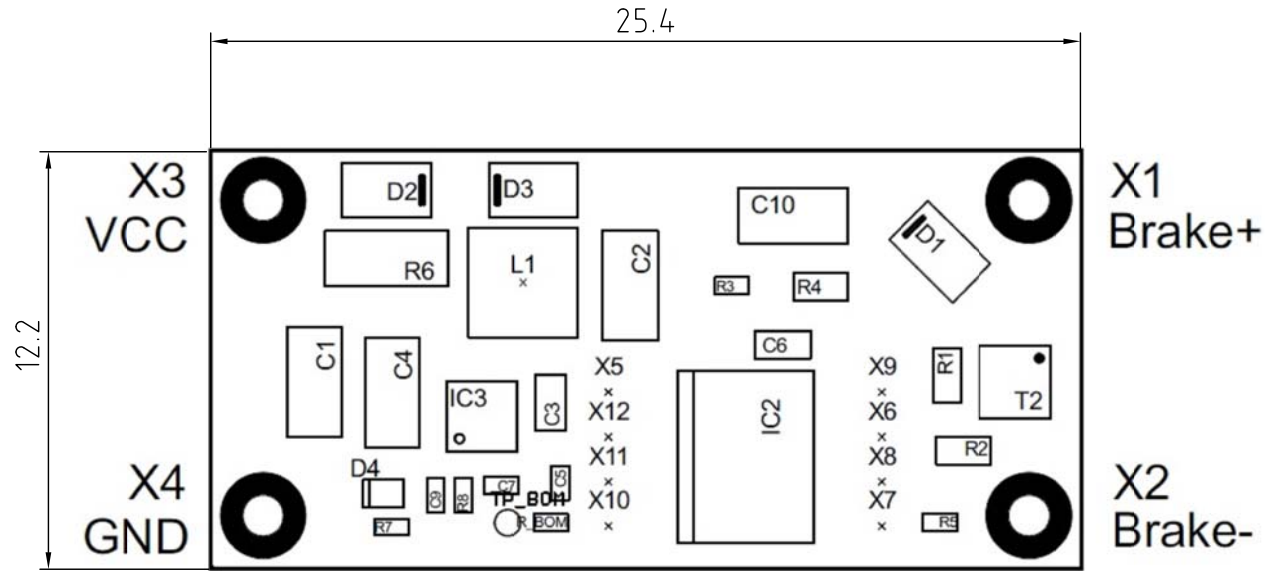 25.4
12.2
X3
VCC
X1
Brake+
D2
D3
C10
D1
R6
L1
C2
R3
R4
C1
C4
C6
X5
X9
R1
IC3
C3
X12
IC2
X6
T2
X11
X8
R2
D4
C9
R8
C7
C5
X10
X7
TP_BOM
R7
R_BOM
R5
X4
GND
X2
Brake-